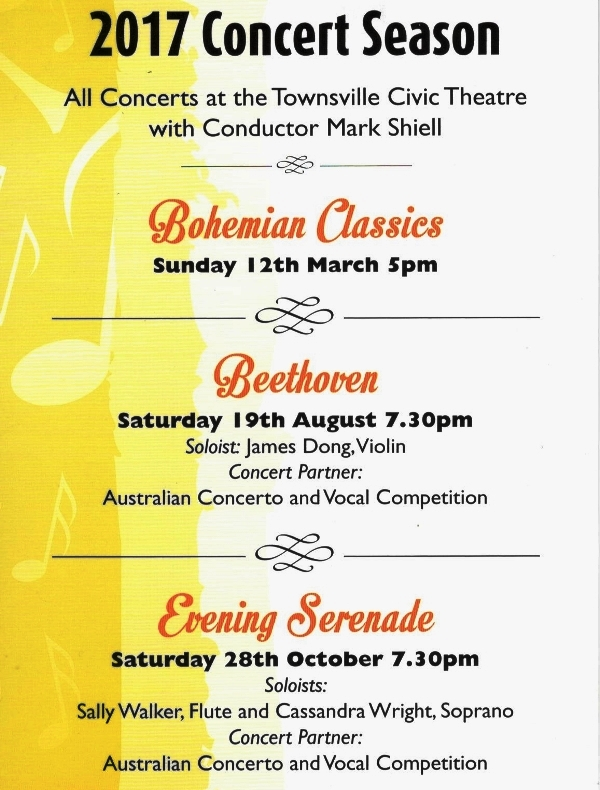 2017 Concert Season
All Concerts at the Townsville Civic Theatre
with Conductor Mark Shiell
Bohemian Classics
Sunday 12th March 5pm
Beethoven
Saturday 19th August 7.30pm
Soloist: James Dong, Violin
Concert Partner:
Australian Concerto and Vocal Competition
Evening Serenade
Saturday 28th October 7.30pm
Soloists:
Sally Walker, Flute and Cassandra Wright, Soprano
Concert Partner:
Australian Concerto and Vocal Competition